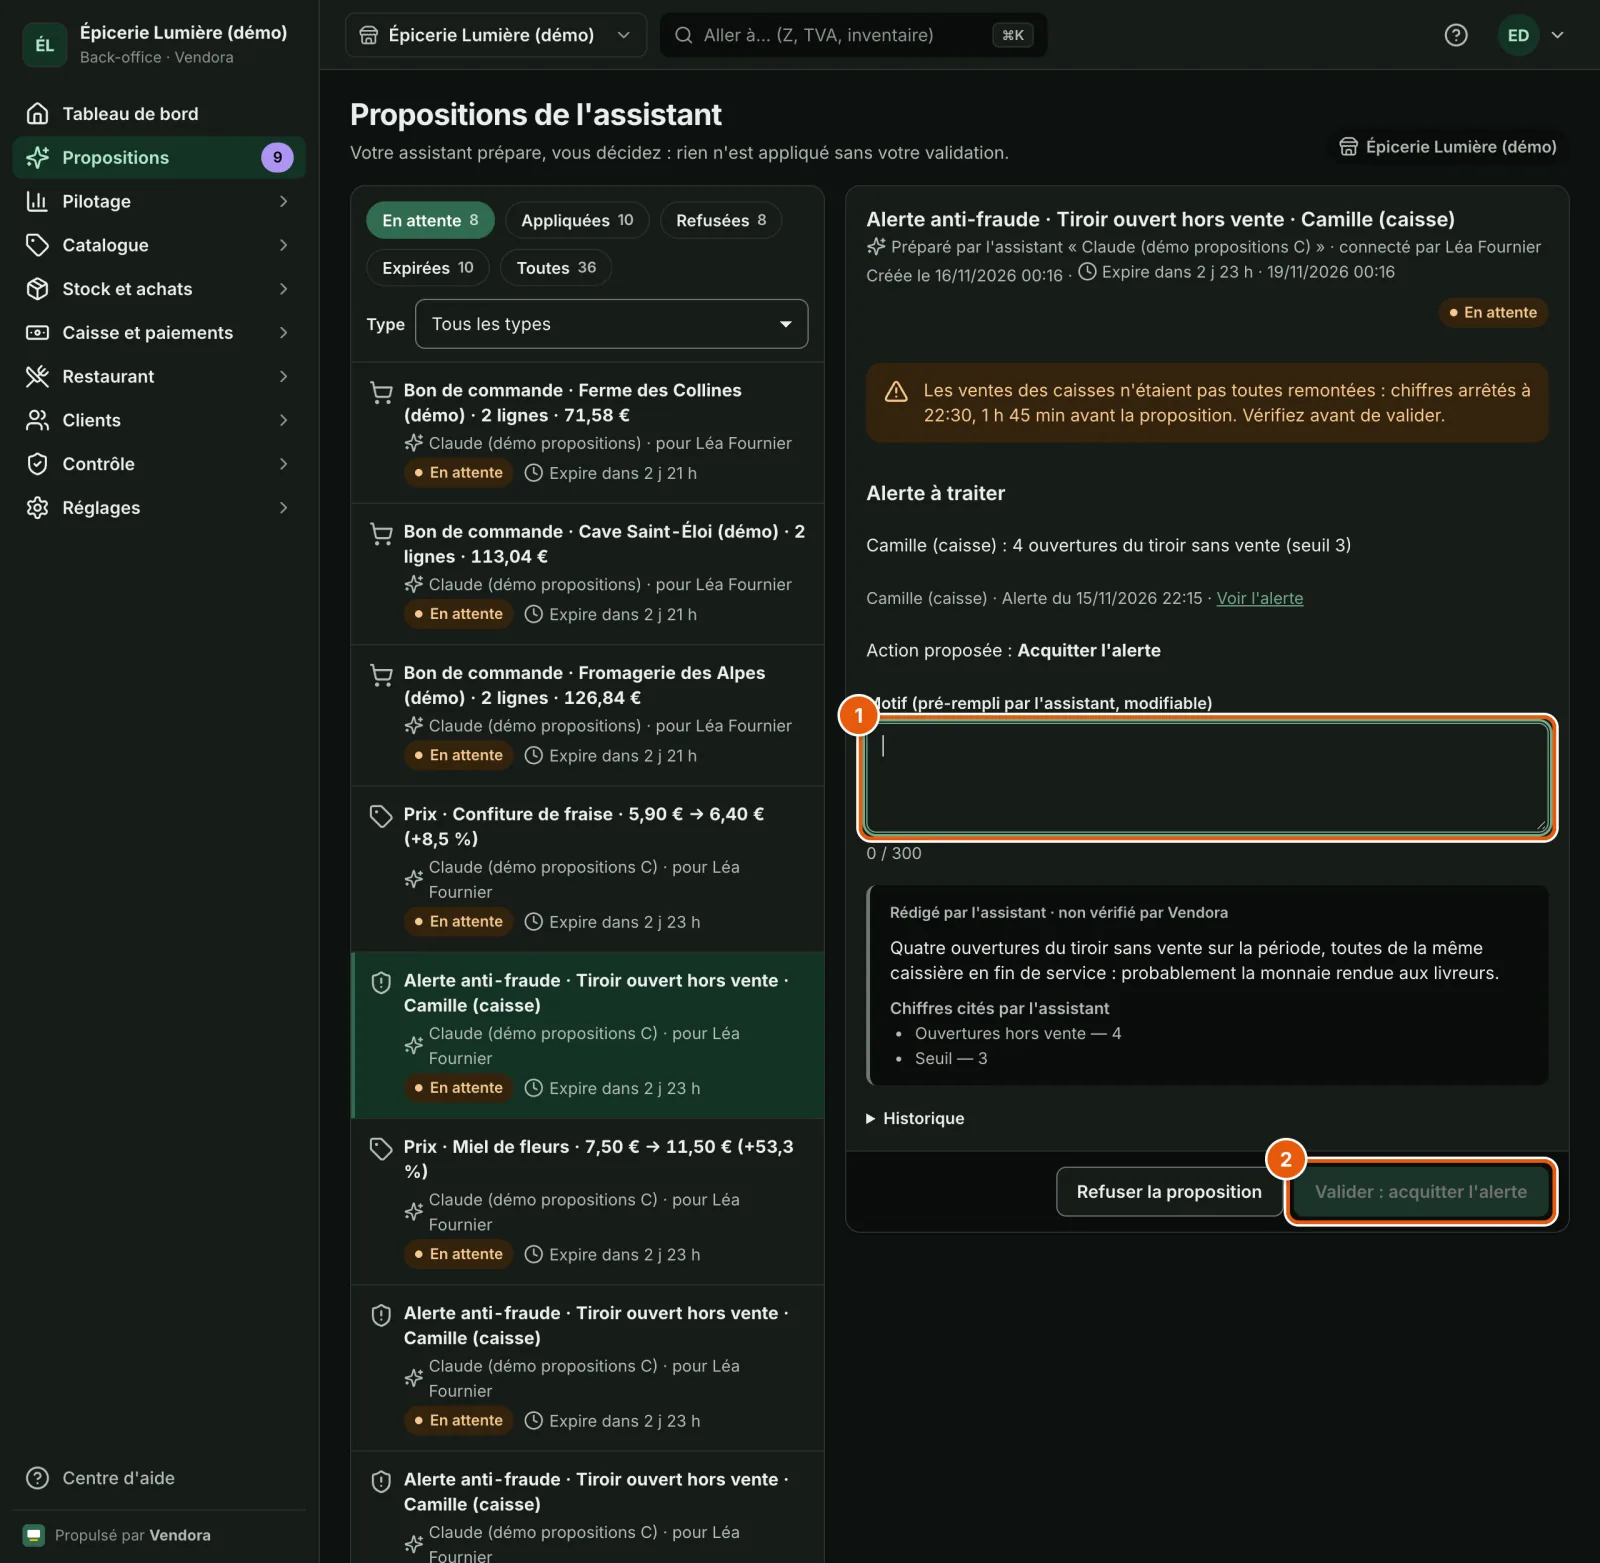 ÉL
Épicerie Lumière (démo)
Back-office · Vendora
Tableau de bord
Propositions 9
Pilotage
Catalogue
Stock et achats
Caisse et paiements
Restaurant
Clients
Contrôle
Réglages
Centre d'aide
Propulsé par Vendora
Épicerie Lumière (démo)
Aller à... (Z, TVA, inventaire) ⌘K
ED
Propositions de l'assistant
Votre assistant prépare, vous décidez : rien n'est appliqué sans votre validation.
Épicerie Lumière (démo)
En attente 8 Appliquées 10 Refusées 8
Expirées 10 Toutes 36
Type Tous les types
Bon de commande · Ferme des Collines
(démo) · 2 lignes · 71,58 €
Claude (démo propositions) · pour Léa Fournier
En attente Expire dans 2 j 21 h
Bon de commande · Cave Saint-Éloi (démo) · 2
lignes · 113,04 €
Claude (démo propositions) · pour Léa Fournier
En attente Expire dans 2 j 21 h
Bon de commande · Fromagerie des Alpes
(démo) · 2 lignes · 126,84 €
Claude (démo propositions) · pour Léa Fournier
En attente Expire dans 2 j 21 h
Prix · Confiture de fraise · 5,90 € → 6,40 €
(+8,5 %)
Claude (démo propositions C) · pour Léa
Fournier
En attente Expire dans 2 j 23 h
Alerte anti-fraude · Tiroir ouvert hors vente ·
Camille (caisse)
Claude (démo propositions C) · pour Léa
Fournier
En attente Expire dans 2 j 23 h
Prix · Miel de fleurs · 7,50 € → 11,50 € (+53,3
%)
Claude (démo propositions C) · pour Léa
Fournier
En attente Expire dans 2 j 23 h
Alerte anti-fraude · Tiroir ouvert hors vente ·
Camille (caisse)
Claude (démo propositions C) · pour Léa
Fournier
En attente Expire dans 2 j 23 h
Alerte anti-fraude · Tiroir ouvert hors vente ·
Camille (caisse)
Claude (démo propositions C) · pour Léa
Fournier
Alerte anti-fraude · Tiroir ouvert hors vente · Camille (caisse)
Préparé par l'assistant « Claude (démo propositions C) » · connecté par Léa Fournier
Créée le 16/11/2026 00:16 · Expire dans 2 j 23 h · 19/11/2026 00:16
En attente
Les ventes des caisses n'étaient pas toutes remontées : chiffres arrêtés à
22:30, 1 h 45 min avant la proposition. Vérifiez avant de valider.
Alerte à traiter
Camille (caisse) : 4 ouvertures du tiroir sans vente (seuil 3)
Camille (caisse) · Alerte du 15/11/2026 22:15 · Voir l'alerte
Action proposée : Acquitter l'alerte
Motif (pré-rempli par l'assistant, modifiable)
1
0 / 300
Rédigé par l'assistant · non vérifié par Vendora
Quatre ouvertures du tiroir sans vente sur la période, toutes de la même
caissière en fin de service : probablement la monnaie rendue aux livreurs.
Chiffres cités par l'assistant
• Ouvertures hors vente — 4
• Seuil — 3
Historique
2
Refuser la proposition Valider : acquitter l'alerte